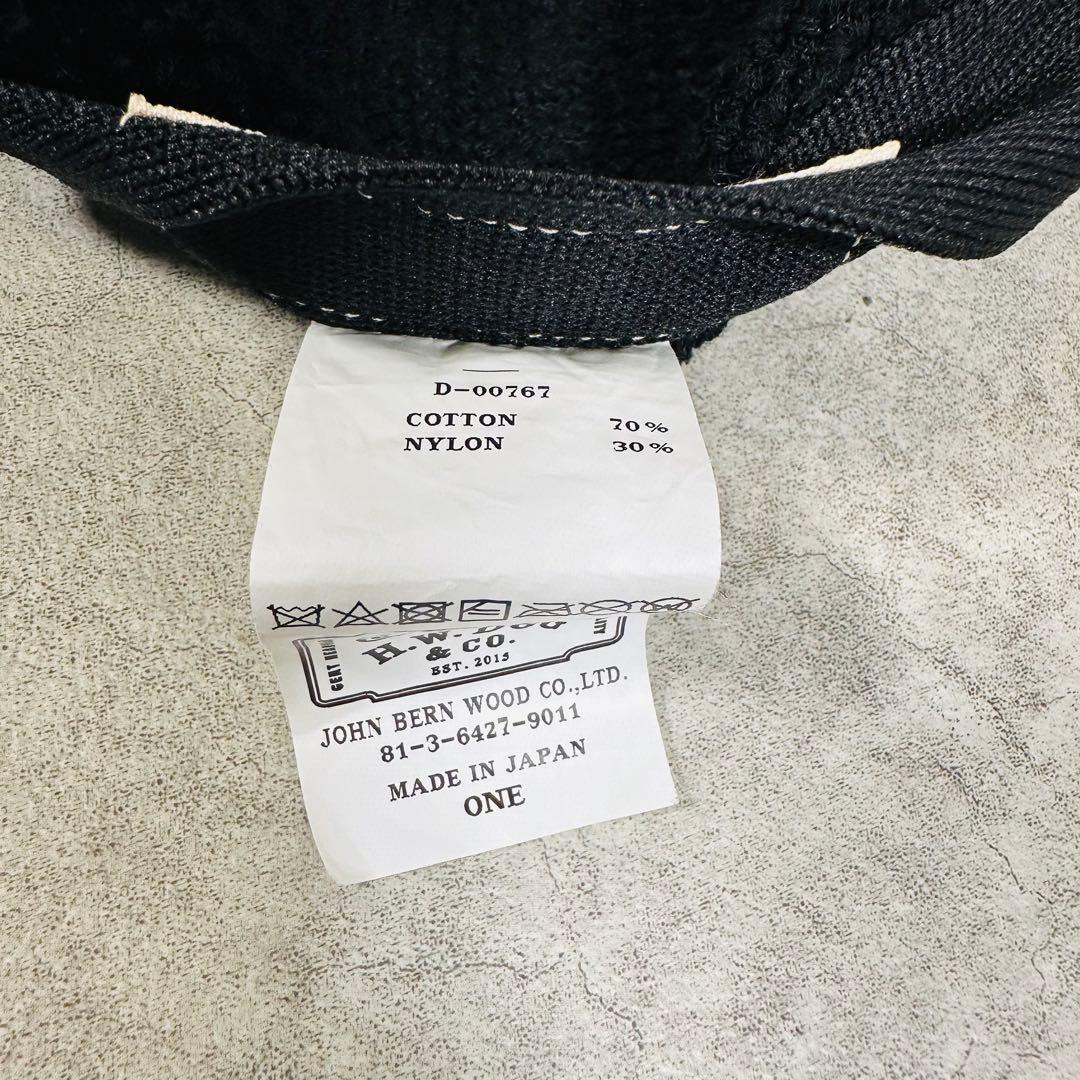 D-00767
COTTON 70%
NYLON 30%
H.W. DOG
& CO.
EST. 2015
JOHN BERN WOOD CO.,LTD.
81-3-6427-9011
MADE IN JAPAN
ONE